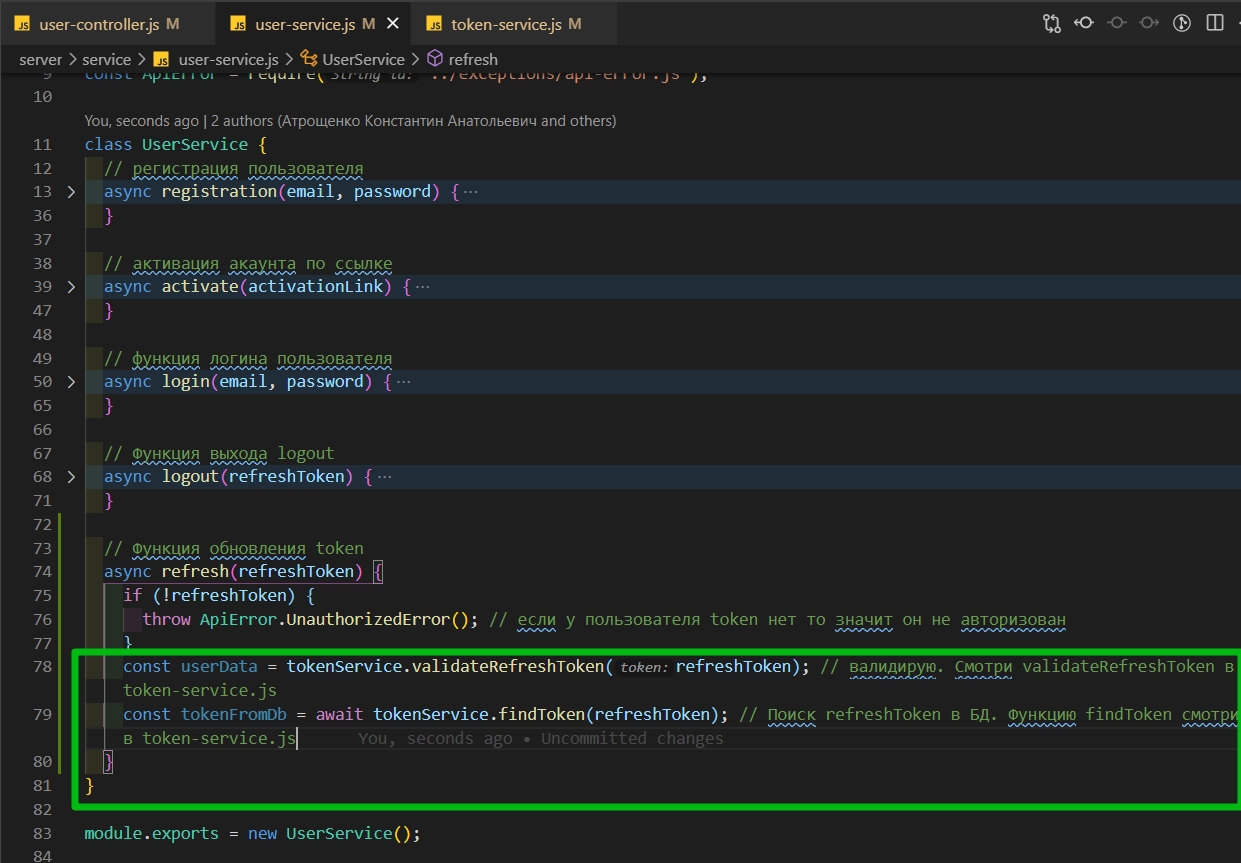 user-controller.js M
user-service.js M
token-service.js M
server > service > user-service.js > UserService > refresh
9 const ApiError = require( String id: "../exceptions/api-error.js");
10
You, seconds ago | 2 authors (Атрощенко Константин Анатольевич and others)
11 class UserService {
12 // регистрация пользователя
13 async registration(email, password) { ···
36 }
37
38 // активация акаунта по ссылке
39 async activate(activationLink) { ···
47 }
48
49 // функция логина пользователя
50 async login(email, password) { ···
65 }
66
67 // Функция выхода logout
68 async logout(refreshToken) { ···
71 }
72
73 // Функция обновления token
74 async refresh(refreshToken) {
75 if (!refreshToken) {
76 throw ApiError.UnauthorizedError(); // если у пользователя token нет то значит он не авторизован
77 }
78 const userData = tokenService.validateRefreshToken( token: refreshToken); // валидирую. Смотри validateRefreshToken в
token-service.js
79 const tokenFromDb = await tokenService.findToken(refreshToken); // Поиск refreshToken в БД. Функцию findToken смотри
в token-service.js You, seconds ago • Uncommitted changes
80 }
81 }
82
83 module.exports = new UserService();
84